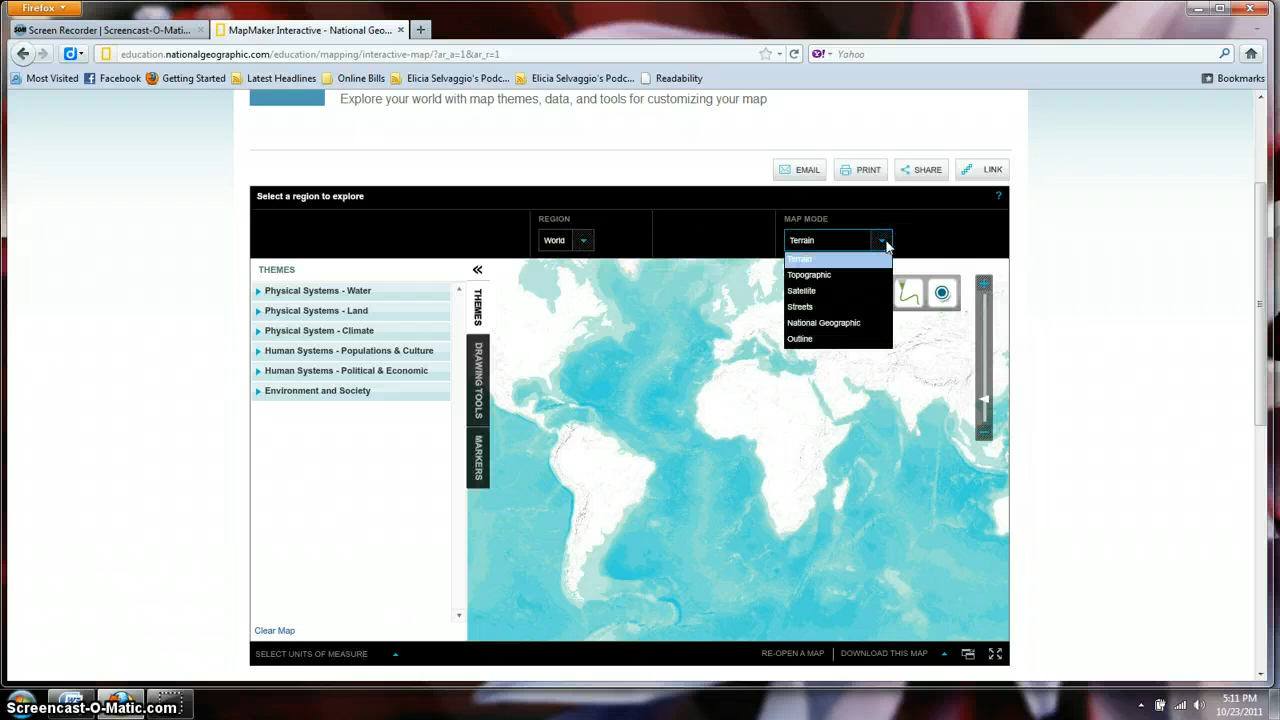 Firefox
Screen Recorder | Screencast-O-Mati...
MapMaker Interactive - National Geo...
education.nationalgeographic.com/education/mapping/interactive-map/?ar_a=1&ar_r=1
Yahoo
Most Visited
Facebook
Getting Started
Latest Headlines
Online Bills
Elicia Selvaggio's Podc...
Elicia Selvaggio's Podc...
Readability
Bookmarks
Explore your world with map themes, data, and tools for customizing your map
EMAIL
PRINT
SHARE
LINK
Select a region to explore
?
REGION
MAP MODE
World
Terrain
Terrain
Topographic
Satellite
Streets
National Geographic
Outline
THEMES
Physical Systems - Water
Physical Systems - Land
Physical System - Climate
Human Systems - Populations & Culture
Human Systems - Political & Economic
Environment and Society
THEMES
DRAWING TOOLS
MARKERS
Clear Map
SELECT UNITS OF MEASURE
RE-OPEN A MAP
DOWNLOAD THIS MAP
Screencast-O-Matic.com
5:11 PM
10/23/2011